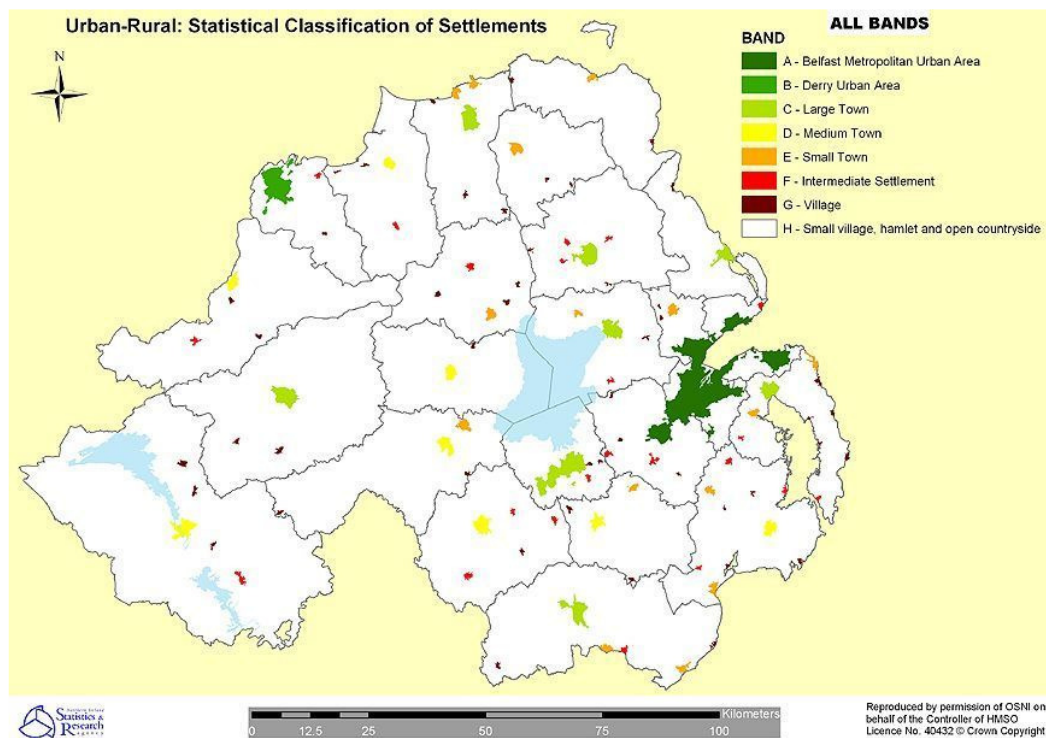 Urban-Rural: Statistical Classification of Settlements
ALL BANDS
N
BAND
A - Belfast Metropolitan Urban Area
B - Derry Urban Area
C - Large Town
D - Medium Town
E - Small Town
F - Intermediate Settlement
G - Village
H - Small village, hamlet and open countryside
Northern Ireland
Statistics &
Research
agency
Kilometers
0 12.5 25 50 75 100
Reproduced by permission of OSNI on
behalf of the Controller of HMSO
Licence No. 40432 © Crown Copyright